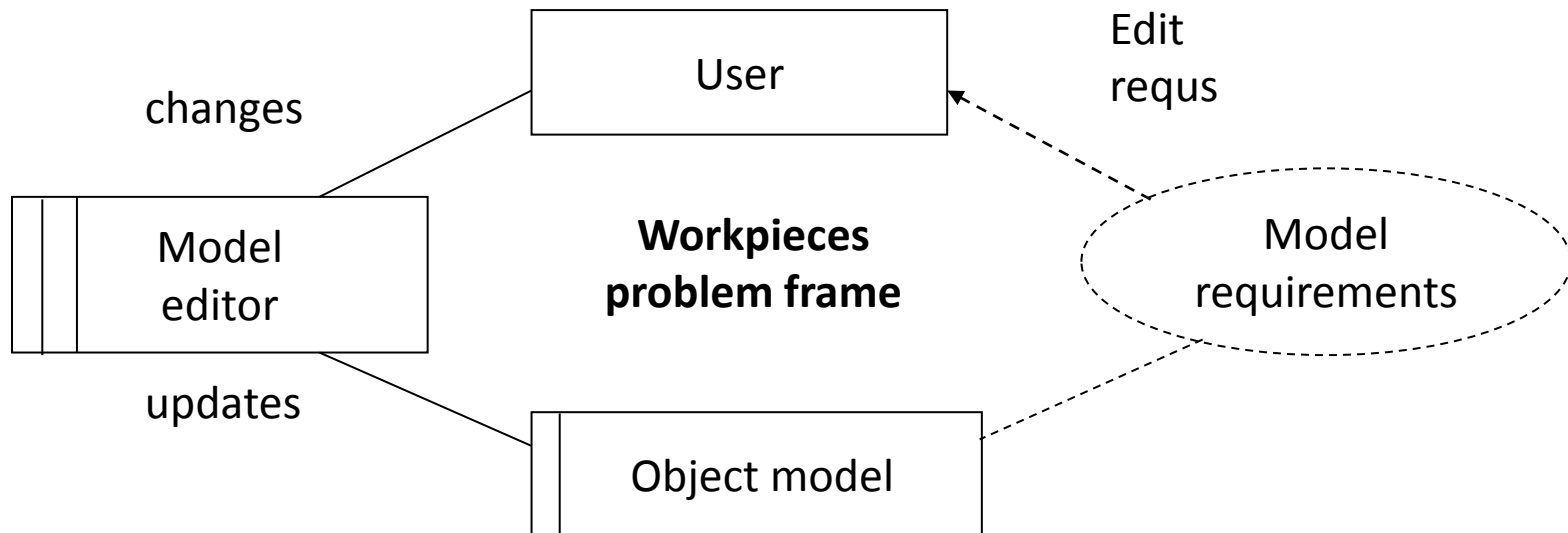 User
Edit
requs
changes
Model
editor
Workpieces
problem frame
Model
requirements
updates
Object model